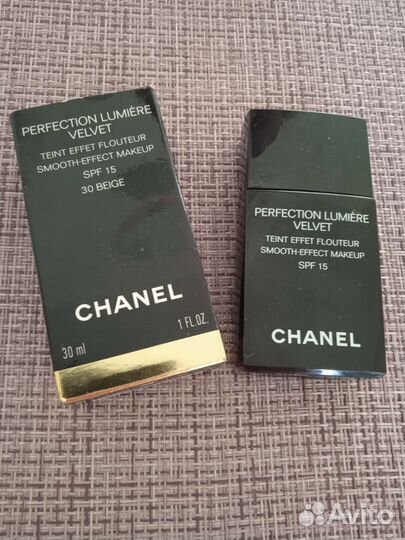 PERFECTION LUMIÈRE
VELVET
TEINT EFFET FLOUTEUR
SMOOTH-EFFECT MAKEUP
SPF 15
30 BEIGE
CHANEL
30 ml
1 FL.OZ.
PERFECTION LUMIÈRE
VELVET
TEINT EFFET FLOUTEUR
SMOOTH-EFFECT MAKEUP
SPF 15
CHANEL
Avito